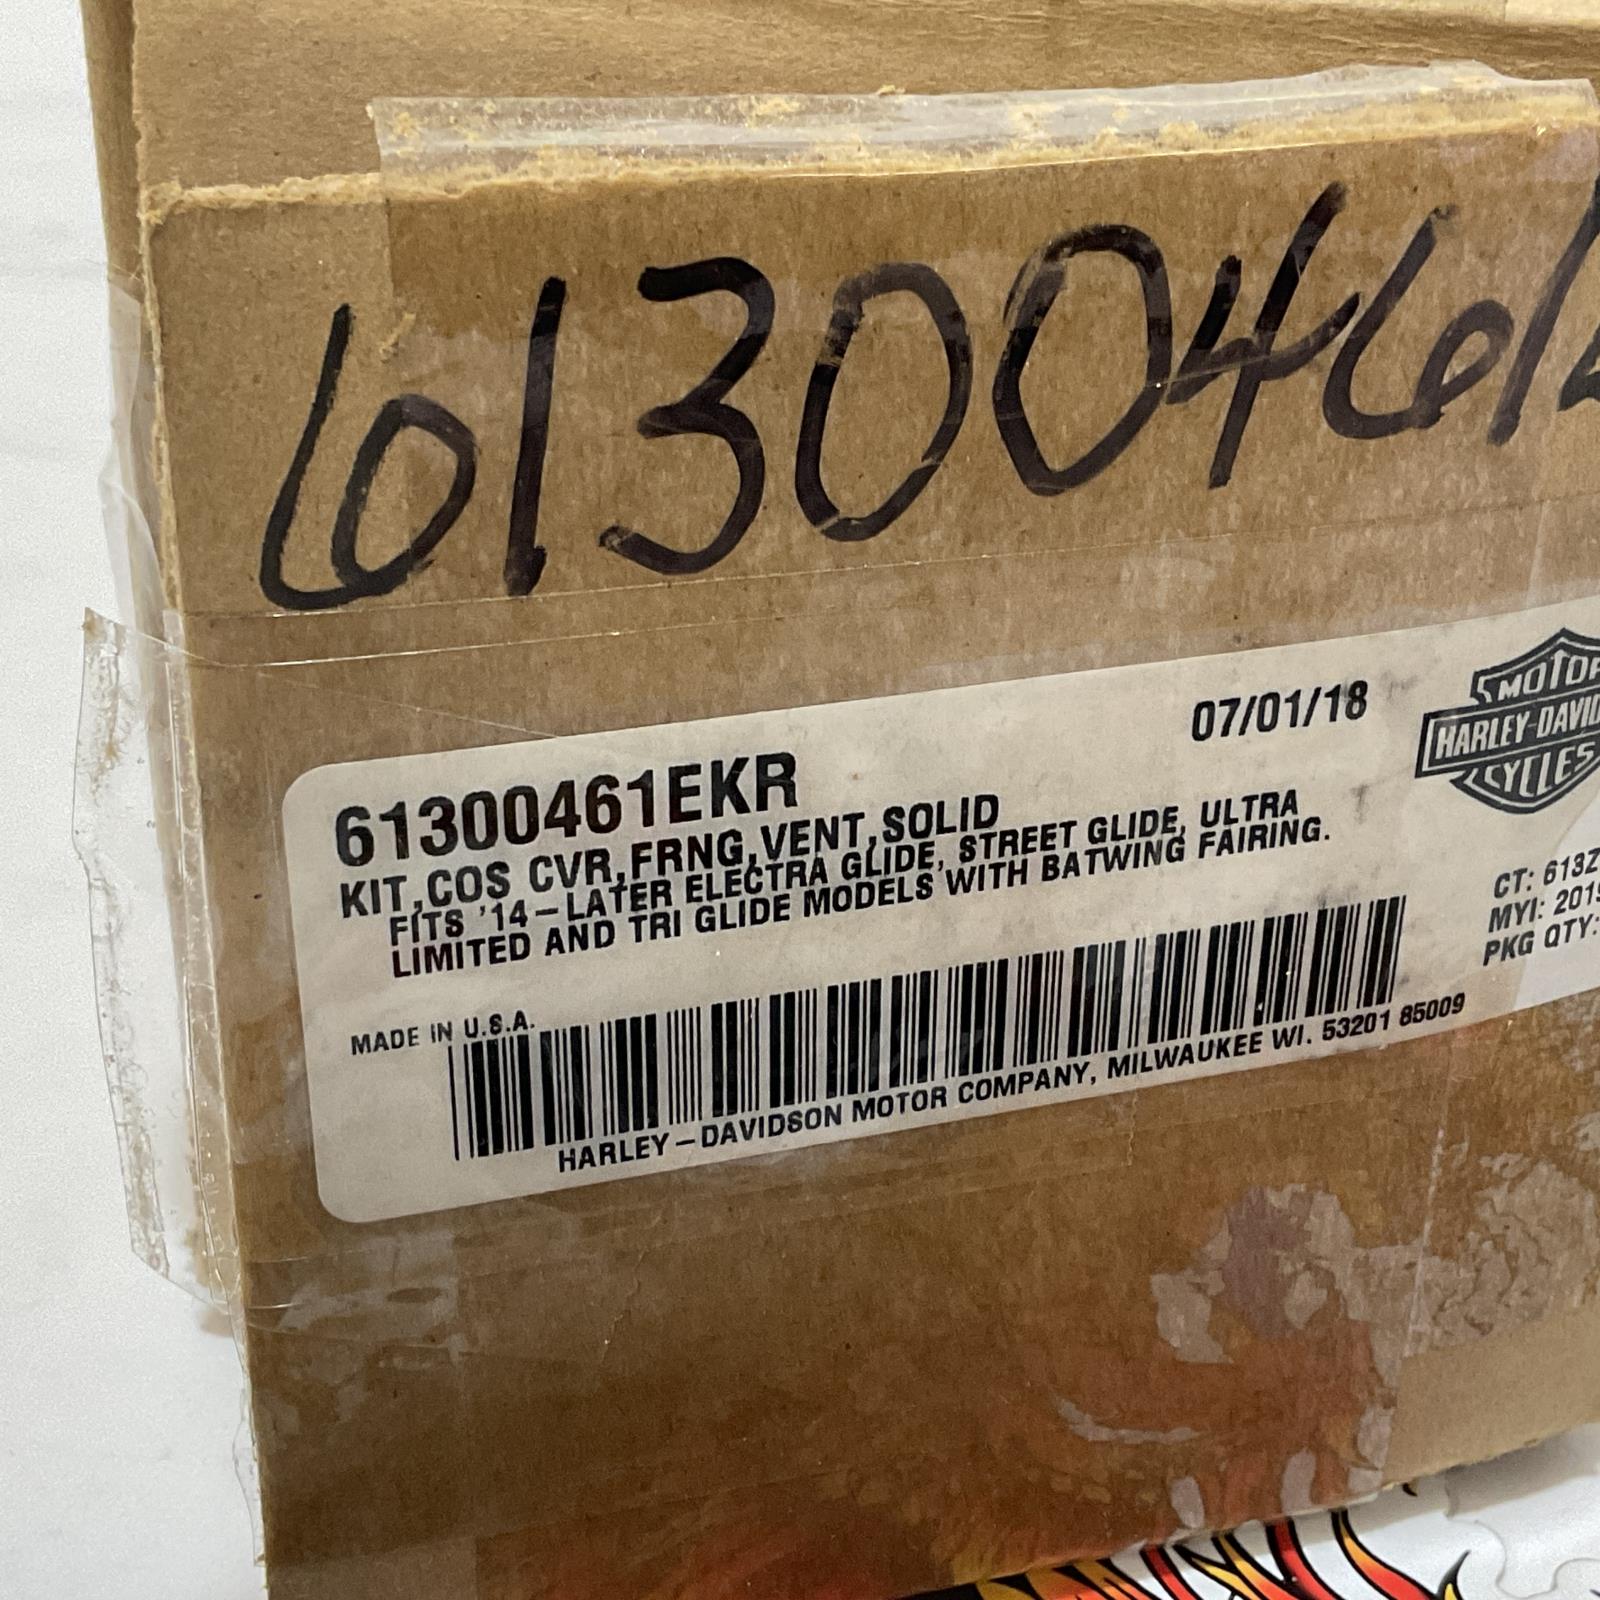 61300461
07/01/18
MOTOR
HARLEY-DAVIDSON
CYCLES
61300461EKR
KIT,COS CVR,FRNG,VENT,SOLID
FITS '14-LATER ELECTRA GLIDE, STREET GLIDE, ULTRA
LIMITED AND TRI GLIDE MODELS WITH BATWING FAIRING.
CT: 613Z
MYI: 2019
PKG QTY:
MADE IN U.S.A.
HARLEY-DAVIDSON MOTOR COMPANY, MILWAUKEE WI. 53201 85009